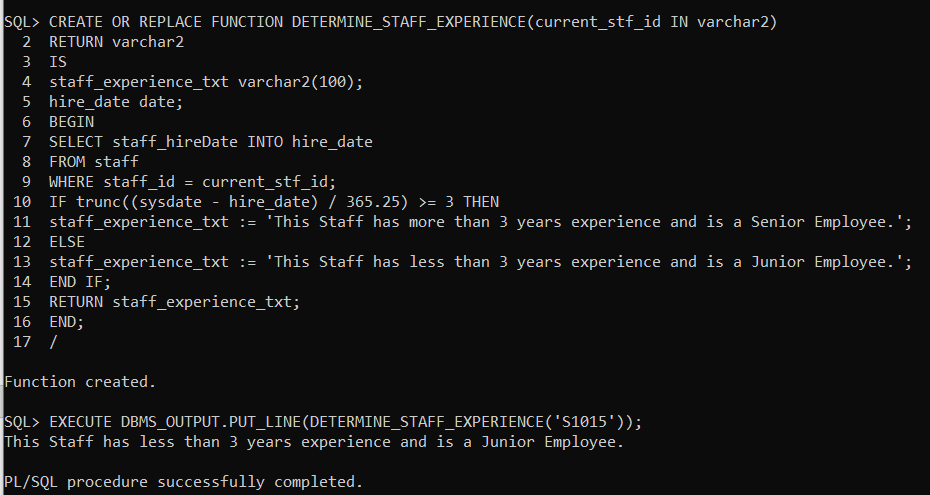 SQL> CREATE OR REPLACE FUNCTION DETERMINE_STAFF_EXPERIENCE(current_stf_id IN varchar2)
  2  RETURN varchar2
  3  IS
  4  staff_experience_txt varchar2(100);
  5  hire_date date;
  6  BEGIN
  7  SELECT staff_hireDate INTO hire_date
  8  FROM staff
  9  WHERE staff_id = current_stf_id;
 10  IF trunc((sysdate - hire_date) / 365.25) >= 3 THEN
 11  staff_experience_txt := 'This Staff has more than 3 years experience and is a Senior Employee.';
 12  ELSE
 13  staff_experience_txt := 'This Staff has less than 3 years experience and is a Junior Employee.';
 14  END IF;
 15  RETURN staff_experience_txt;
 16  END;
 17  /
Function created.
SQL> EXECUTE DBMS_OUTPUT.PUT_LINE(DETERMINE_STAFF_EXPERIENCE('S1015'));
This Staff has less than 3 years experience and is a Junior Employee.
PL/SQL procedure successfully completed.